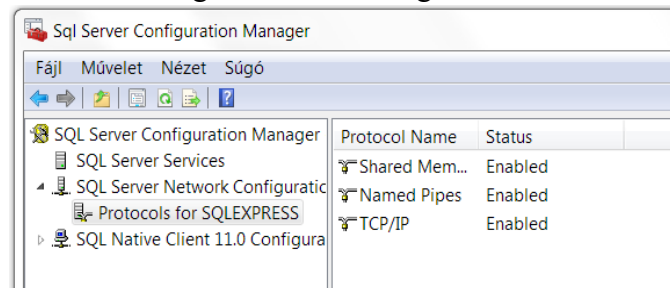 Sql Server Configuration Manager
Fájl Művelet Nézet Súgó
SQL Server Configuration Manager
SQL Server Services
SQL Server Network Configuratic
Protocols for SQLEXPRESS
SQL Native Client 11.0 Configura
Protocol Name Status
Shared Mem... Enabled
Named Pipes Enabled
TCP/IP Enabled